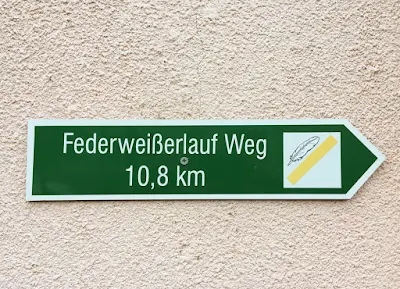 Federweißerlauf Weg
10,8 km